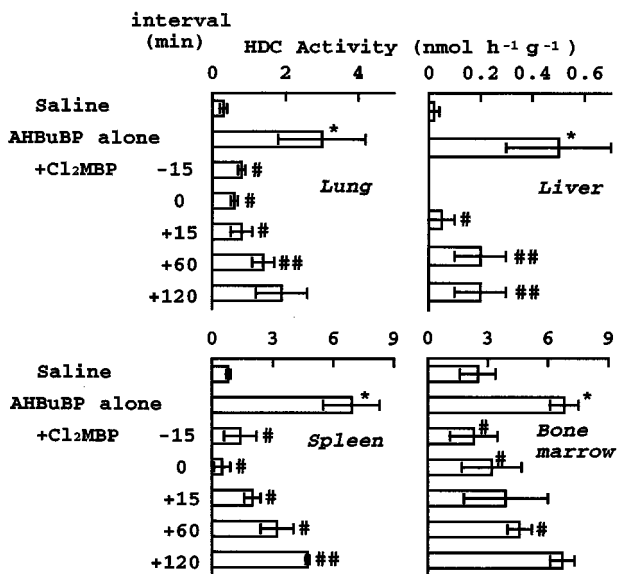 interval
(min)
HDC Activity (nmol h⁻¹ g⁻¹)
0 2 4
0 0.2 0.4 0.6
Saline
AHBuBP alone *
*
+Cl₂MBP -15 #
Lung
Liver
0 #
+15 # #
+60 ## ##
+120 ##
0 3 6 9
0 3 6 9
Saline
AHBuBP alone * *
+Cl₂MBP -15 # #
Spleen
Bone
marrow
0 # #
+15 #
+60 # #
+120 ##